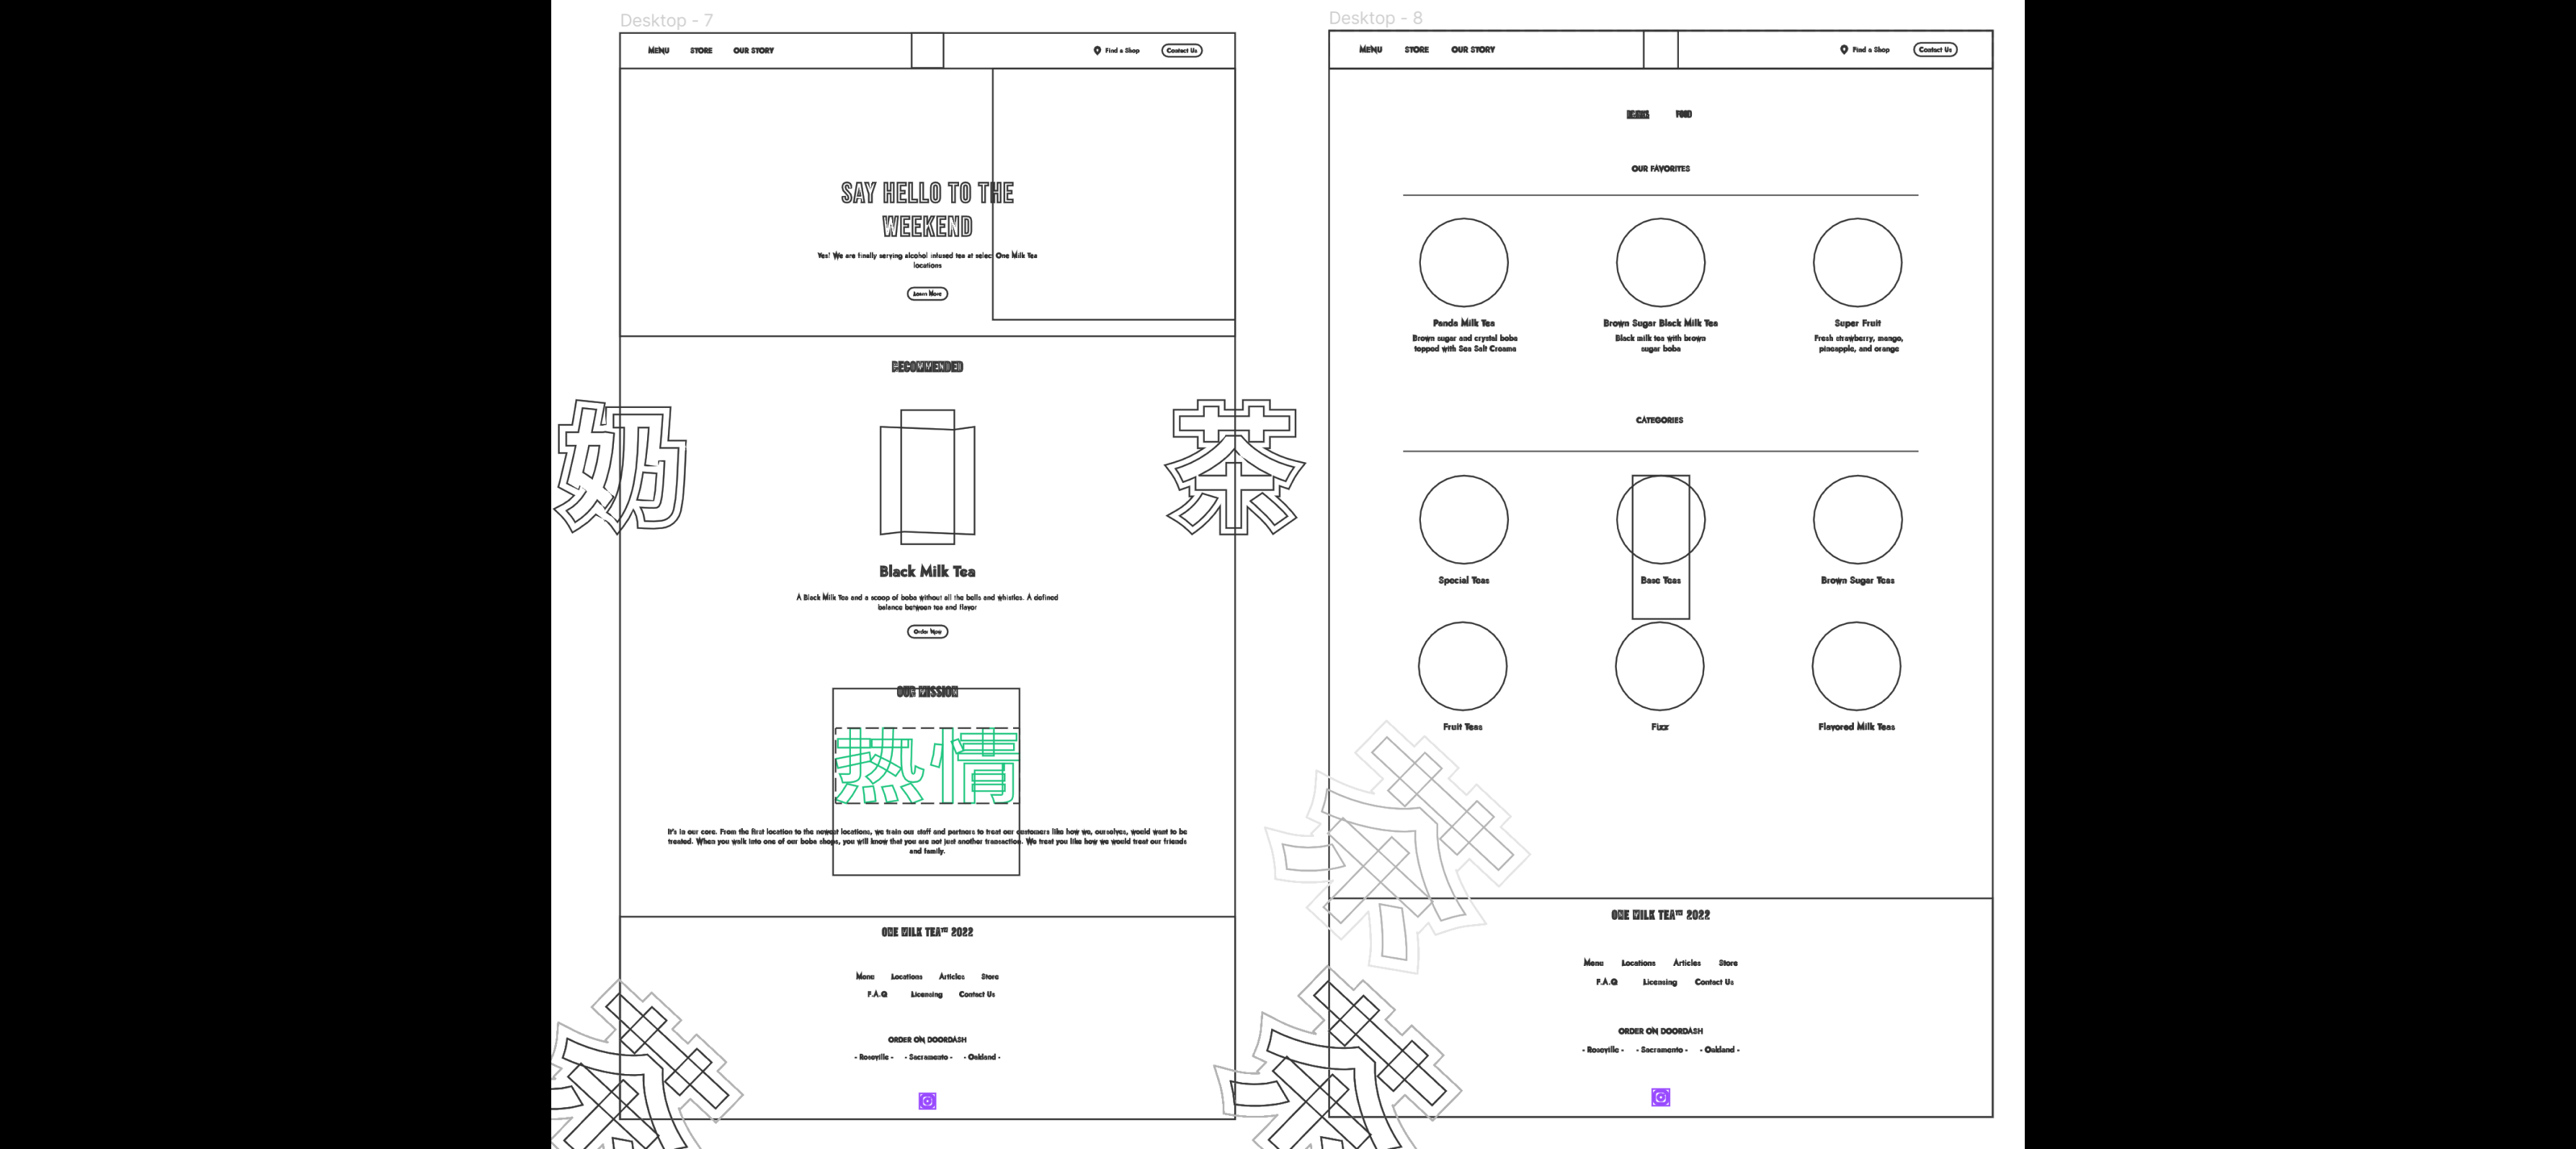 Desktop - 7
MENU STORE OUR STORY
Find a Shop
Contact Us
SAY HELLO TO THE
WEEKEND
Yes! We are finally serving alcohol infused tea at select One Milk Tea
locations
Learn More
RECOMMENDED
奶
茶
Black Milk Tea
A Black Milk Tea and a scoop of boba without all the bells and whistles. A defined
balance between tea and flavor
Order Now
OUR MISSION
热情
It's in our core. From the first location to the newest locations, we train our staff and partners to treat our customers like how we, ourselves, would want to be
treated. When you walk into one of our boba shops, you will know that you are not just another transaction. We treat you like how we would treat our friends
and family.
ONE MILK TEA™ 2022
Menu Locations Articles Store
F.A.Q Licensing Contact Us
ORDER ON DOORDASH
- Roseville - - Sacramento - - Oakland -
茶
Desktop - 8
MENU STORE OUR STORY
Find a Shop
Contact Us
DRINKS FOOD
OUR FAVORITES
Panda Milk Tea
Brown sugar and crystal boba
topped with Sea Salt Creama
Brown Sugar Black Milk Tea
Black milk tea with brown
sugar boba
Super Fruit
Fresh strawberry, mango,
pineapple, and orange
CATEGORIES
Special Teas
Base Teas
Brown Sugar Teas
Fruit Teas
Fizz
Flavored Milk Teas
茶
ONE MILK TEA™ 2022
Menu Locations Articles Store
F.A.Q Licensing Contact Us
ORDER ON DOORDASH
- Roseville - - Sacramento - - Oakland -
茶